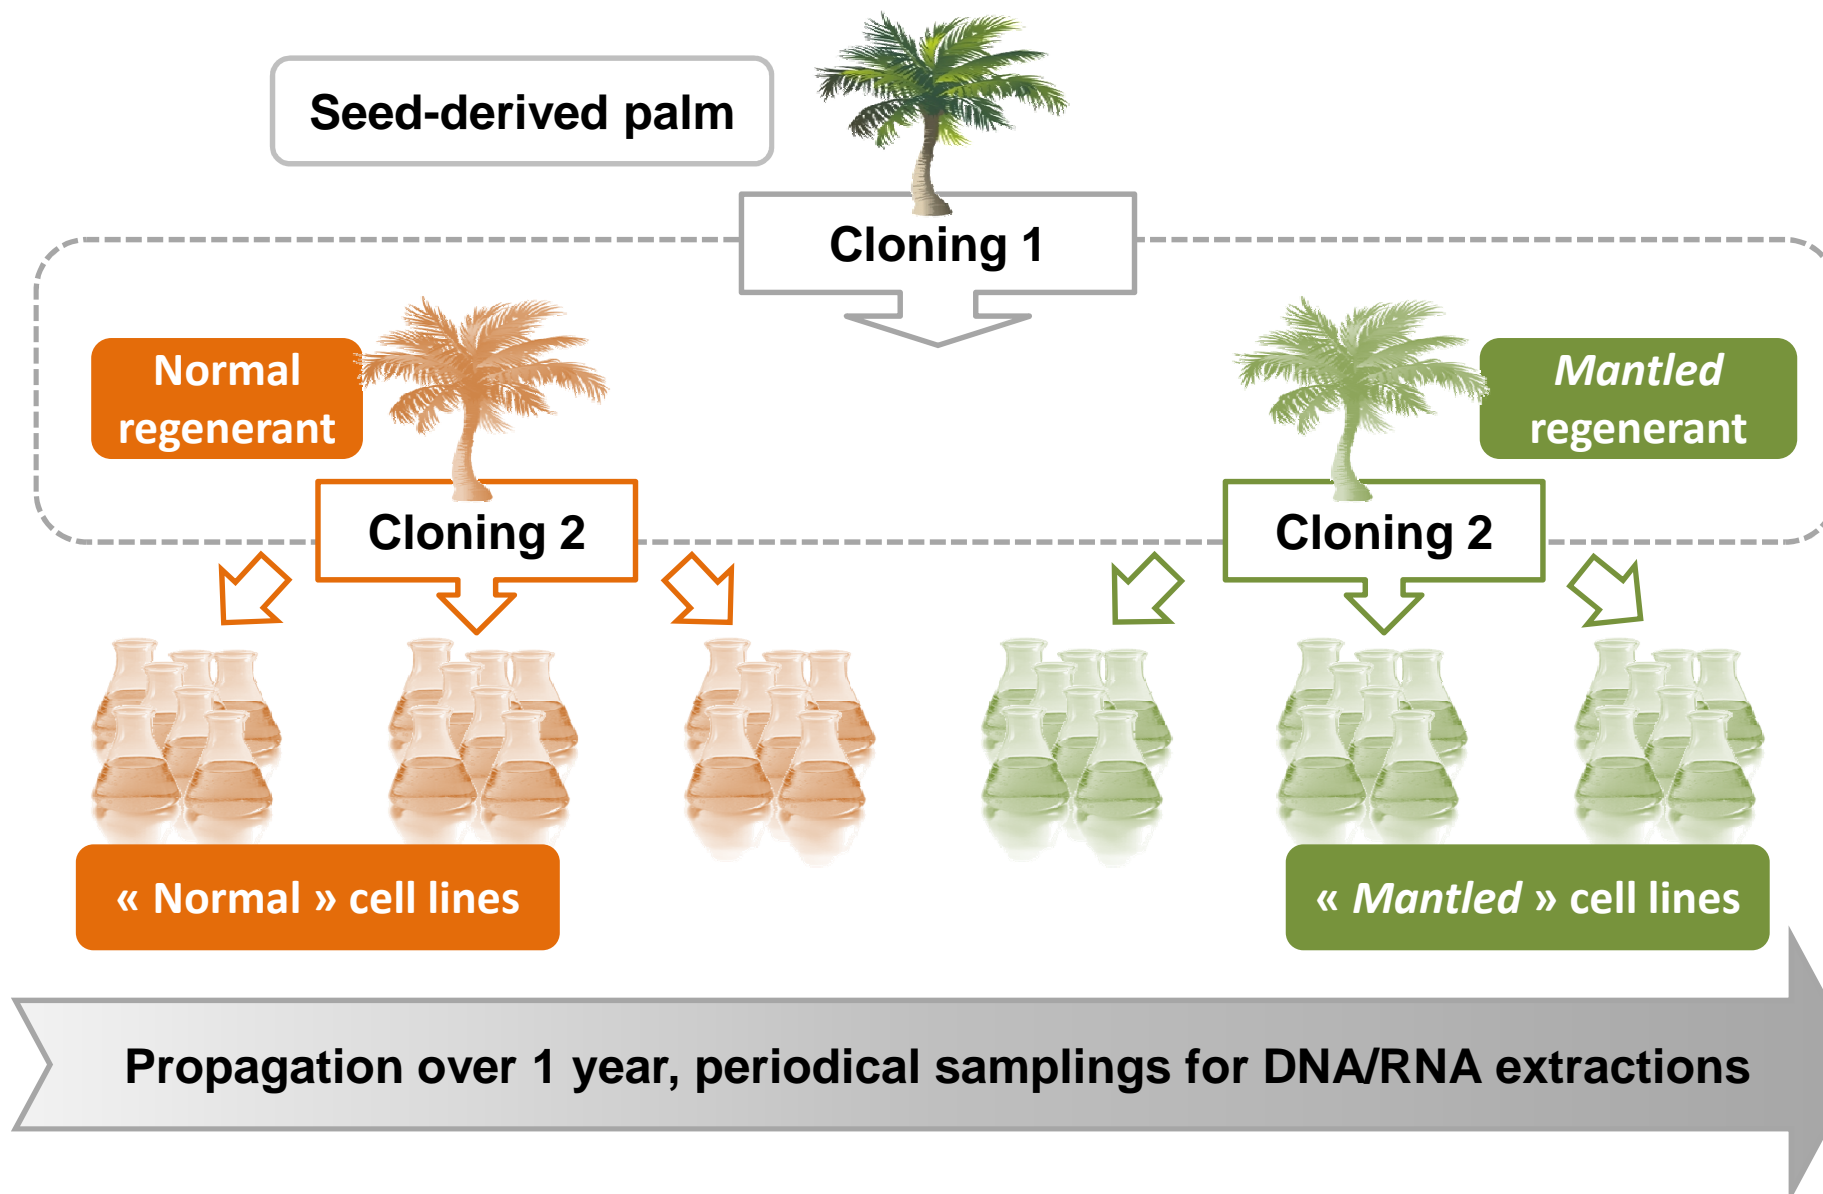 Seed-derived palm
Cloning 1
Normal
regenerant
Mantled
regenerant
Cloning 2
Cloning 2
« Normal » cell lines
« Mantled » cell lines
Propagation over 1 year, periodical samplings for DNA/RNA extractions